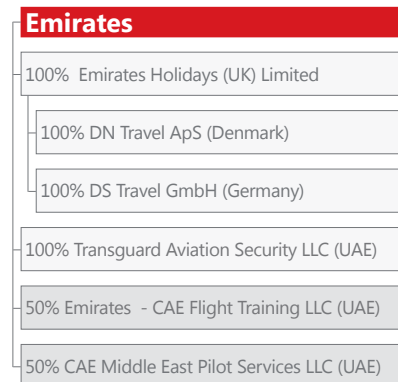 Emirates
100% Emirates Holidays (UK) Limited
100% DN Travel ApS (Denmark)
100% DS Travel GmbH (Germany)
100% Transguard Aviation Security LLC (UAE)
50% Emirates - CAE Flight Training LLC (UAE)
50% CAE Middle East Pilot Services LLC (UAE)